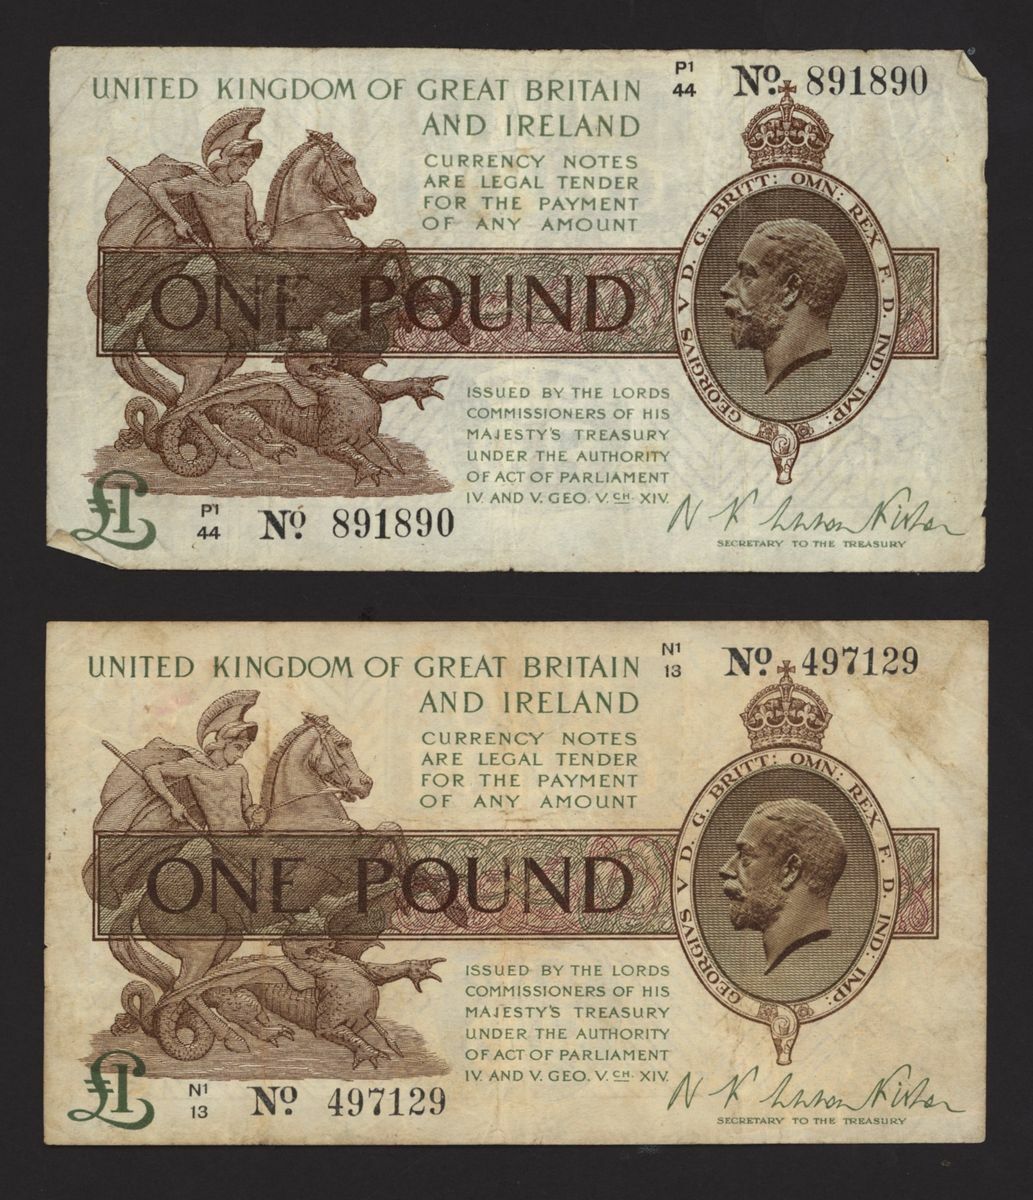 UNITED KINGDOM OF GREAT BRITAIN
AND IRELAND
P1
44
No. 891890
CURRENCY NOTES
ARE LEGAL TENDER
FOR THE PAYMENT
OF ANY AMOUNT
GEORGIVS V D. G. BRITT: OMN: REX F. D. IND: IMP:
ONE POUND
ISSUED BY THE LORDS
COMMISSIONERS OF HIS
MAJESTY'S TREASURY
UNDER THE AUTHORITY
OF ACT OF PARLIAMENT
IV. AND V. GEO. V. CH. XIV.
£1
P1
44
No. 891890
SECRETARY TO THE TREASURY
UNITED KINGDOM OF GREAT BRITAIN
AND IRELAND
N1
13
No. 497129
CURRENCY NOTES
ARE LEGAL TENDER
FOR THE PAYMENT
OF ANY AMOUNT
GEORGIVS V D. G. BRITT: OMN: REX F. D. IND: IMP:
ONE POUND
ISSUED BY THE LORDS
COMMISSIONERS OF HIS
MAJESTY'S TREASURY
UNDER THE AUTHORITY
OF ACT OF PARLIAMENT
IV. AND V. GEO. V. CH. XIV.
£1
N1
13
No. 497129
SECRETARY TO THE TREASURY